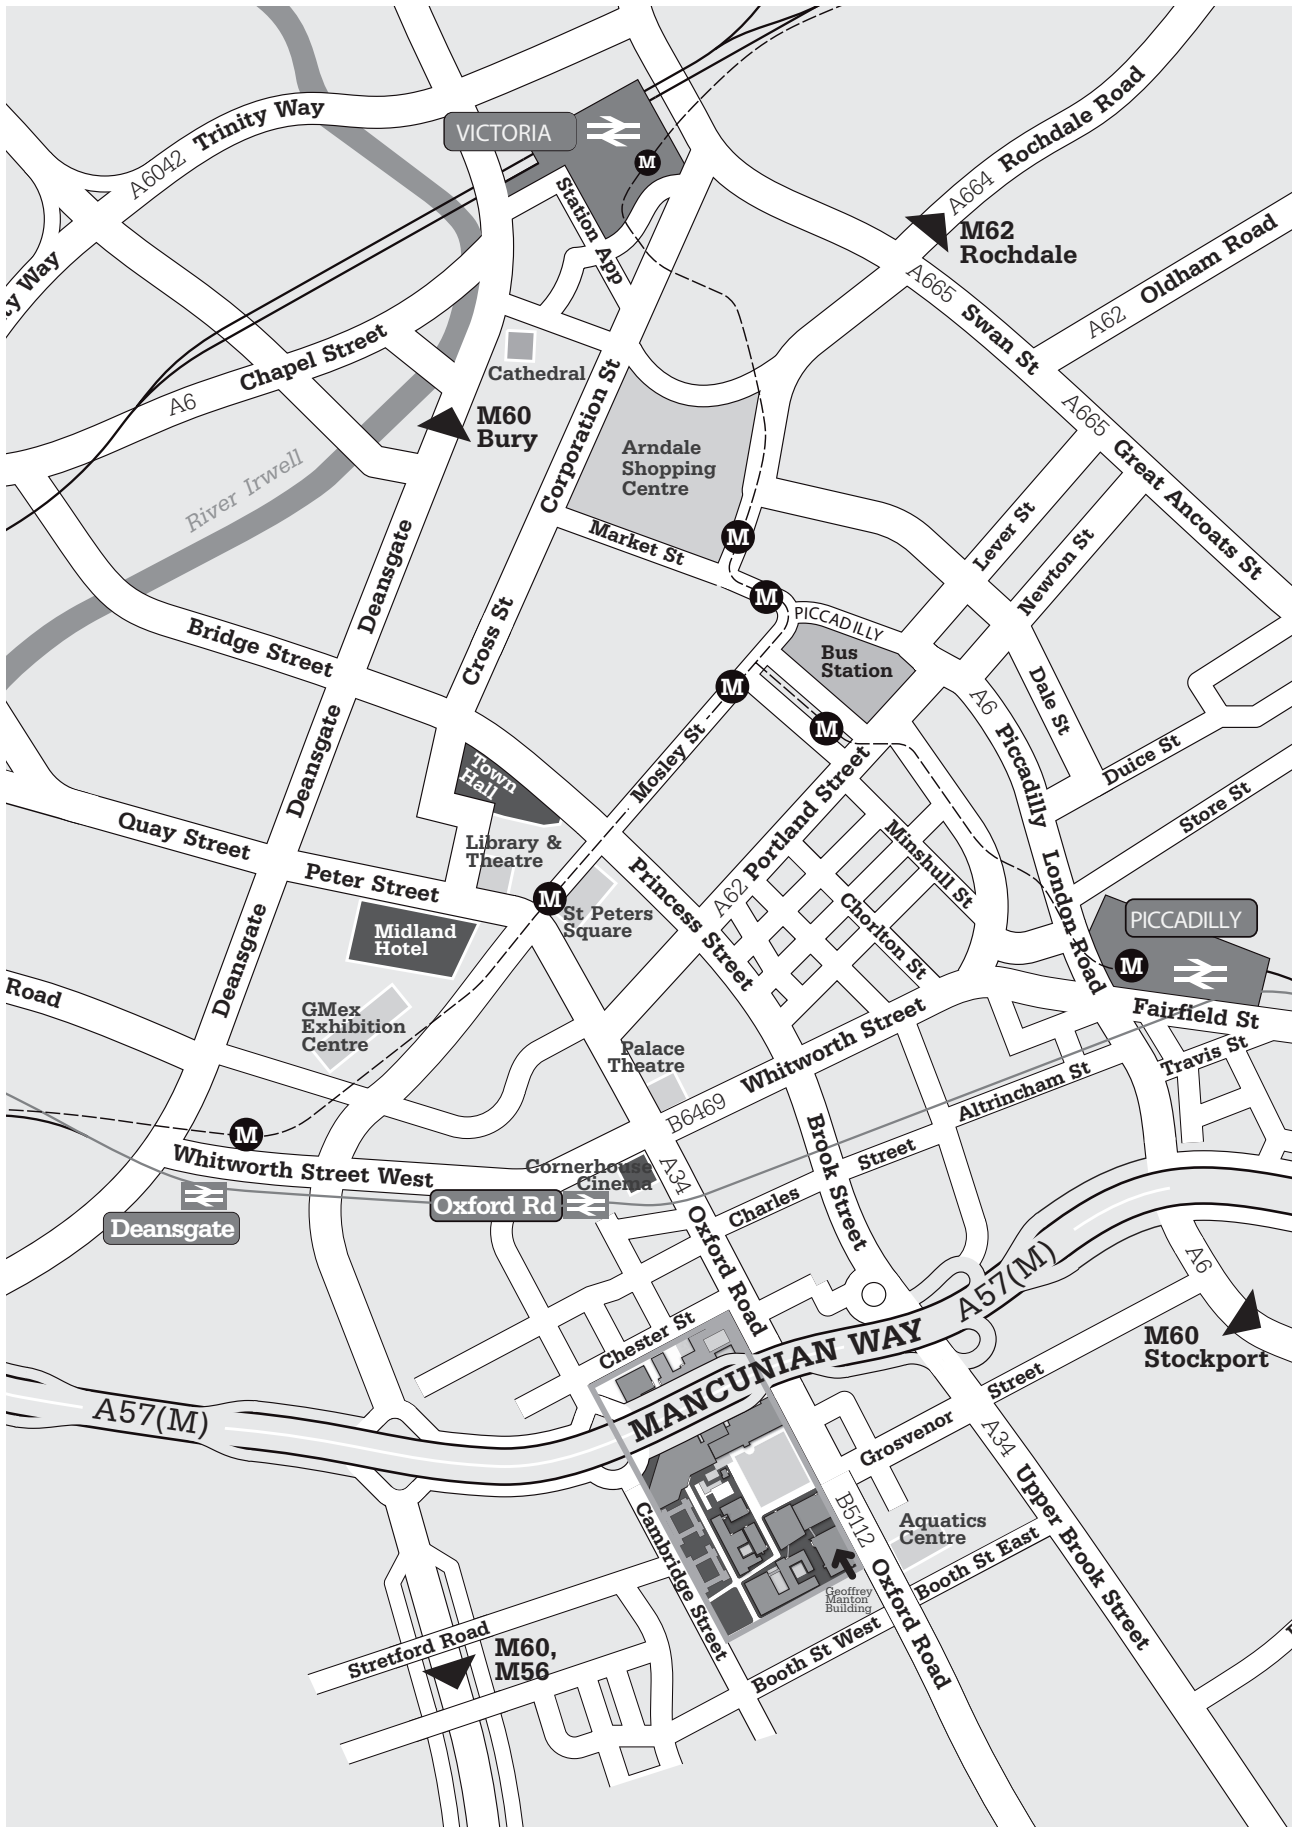 Trinity Way
A6042
VICTORIA
M
Station App
Rochdale Road
A664
M62
Rochdale
Oldham Road
A62
A665
Swan St
ty Way
Chapel Street
A6
Cathedral
M60
Bury
Corporation St
Arndale
Shopping
Centre
A665
Great Ancoats St
River Irwell
Market St
M
Lever St
Newton St
Deansgate
M
PICCADILLY
Bridge Street
Cross St
Bus
Station
M
M
Dale St
A6
Piccadilly
Duice St
Mosley St
Deansgate
Town
Hall
Store St
Portland Street
A62
Minshull St
Quay Street
Library &
Theatre
Peter Street
Princess Street
London Road
M
St Peters
Square
Chorlton St
PICCADILLY
M
Midland
Hotel
Deansgate
Road
GMex
Exhibition
Centre
Fairfield St
Whitworth Street
Palace
Theatre
Travis St
Altrincham St
B6469
M
Whitworth Street West
Brook Street
Street
Charles
Cornerhouse
Cinema
A34
Oxford Rd
Deansgate
Oxford Road
A57(M)
A6
M60
Stockport
Chester St
MANCUNIAN WAY
A57(M)
Street
Grosvenor
A34
Upper Brook Street
B5112
Aquatics
Centre
Cambridge Street
Booth St East
Geoffrey
Manton
Building
Oxford Road
Booth St West
Stretford Road
M60,
M56